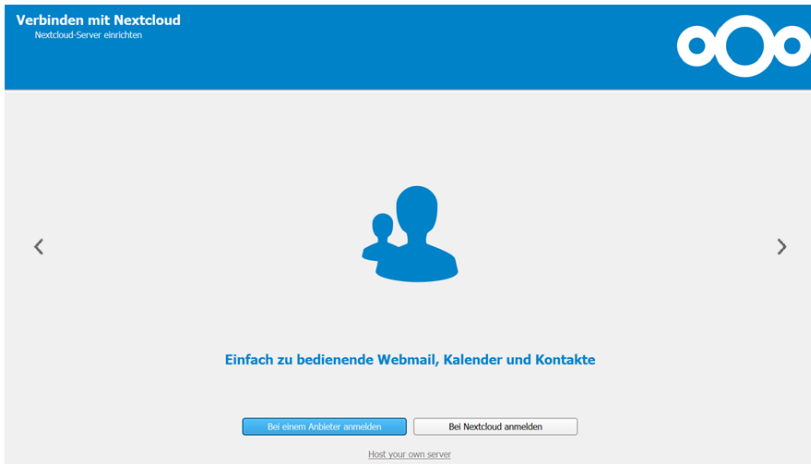 Verbinden mit Nextcloud
Nextcloud-Server einrichten
Einfach zu bedienende Webmail, Kalender und Kontakte
Bei einem Anbieter anmelden
Bei Nextcloud anmelden
Host your own server